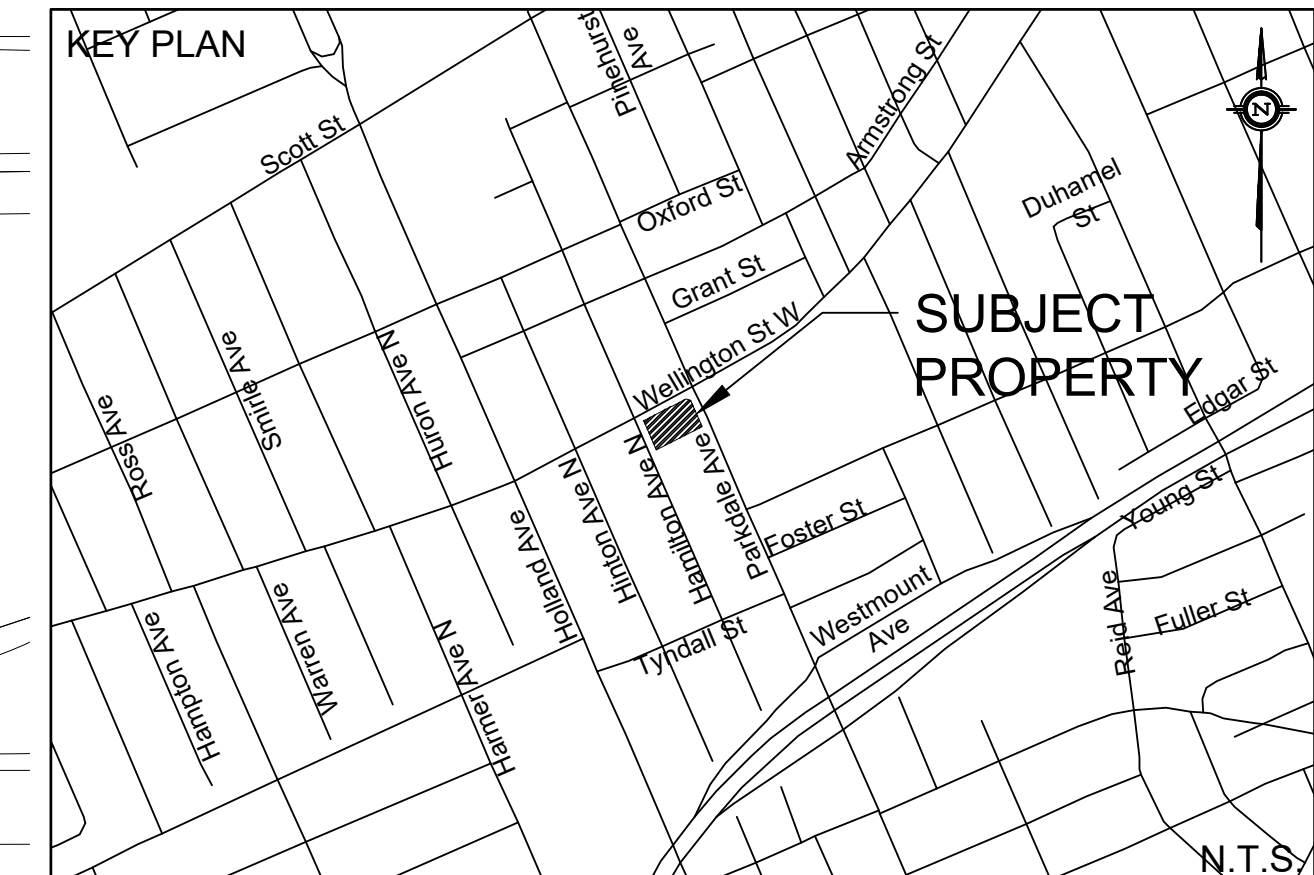 KEY PLAN
Pinehurst
Ave
Armstrong St
N
Scott St
Oxford St
Duhamel
St
Grant St
Wellington St W
SUBJECT
PROPERTY
Edgar St
Ross Ave
Smirle Ave
Huron Ave N
Holland Ave
Hinton Ave N
Hamilton Ave N
Parkdale Ave
Foster St
Young St
Westmount
Ave
Tyndall St
Reid Ave
Fuller St
Hampton Ave
Warren Ave
Harmer Ave N
N.T.S.